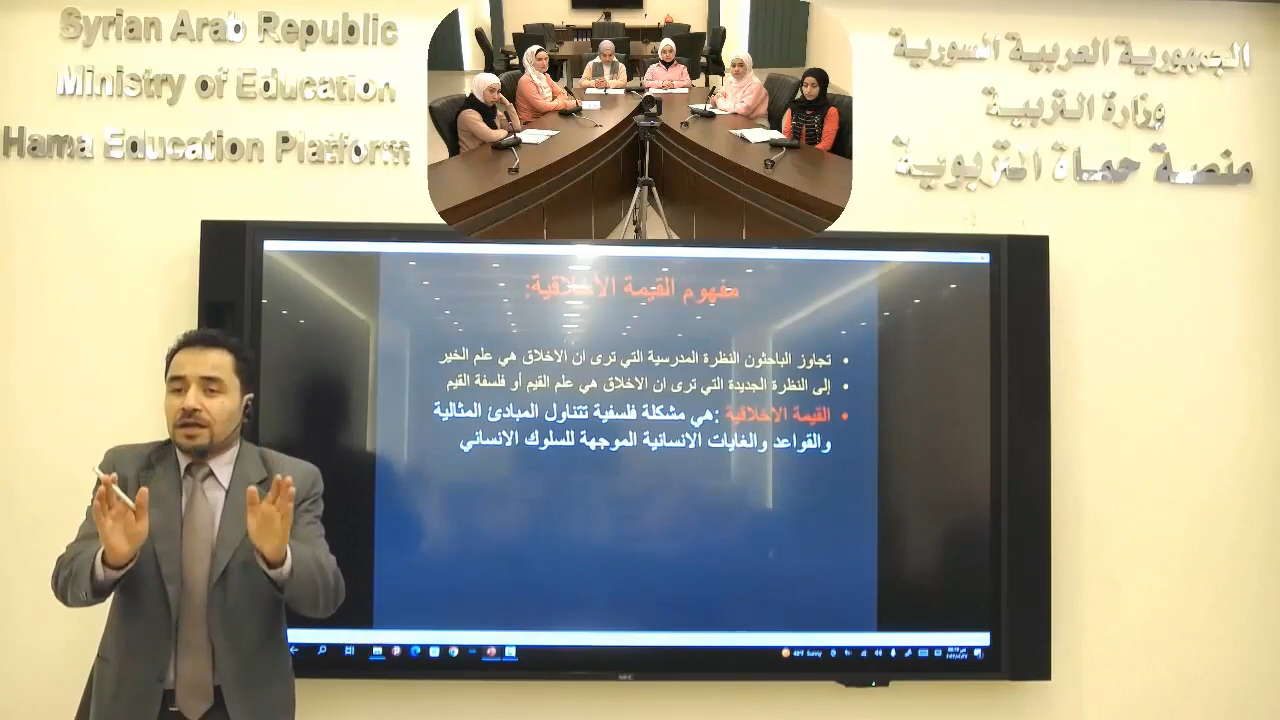 Syrian Arab Republic
Ministry of Education
Hama Education Platform
الجمهورية العربية السورية
وزارة التربية
منصة حماة التربوية
مفهوم القيمة الأخلاقية:
• تجاوز الباحثون النظرة المدرسية التي ترى ان الاخلاق هي علم الخير
• إلى النظرة الجديدة التي ترى ان الاخلاق هي علم القيم أو فلسفة القيم
• القيمة الاخلاقية :هي مشكلة فلسفية تتناول المبادئ المثالية
والقواعد والغايات الانسانية الموجهة للسلوك الانساني
48°F Sunny
NEC